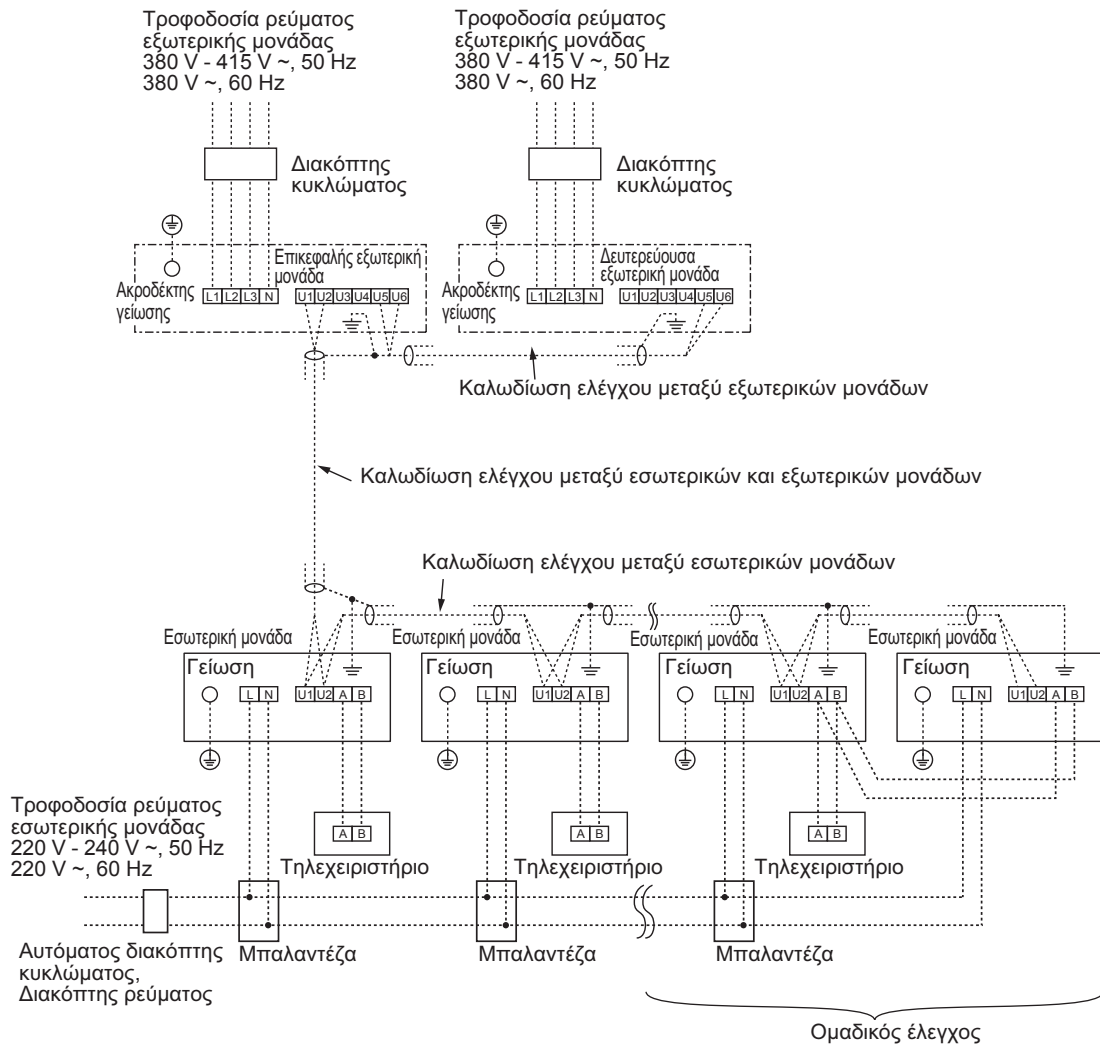 Τροφοδοσία ρεύματος
εξωτερικής μονάδας
380 V - 415 V ~, 50 Hz
380 V ~, 60 Hz
Τροφοδοσία ρεύματος
εξωτερικής μονάδας
380 V - 415 V ~, 50 Hz
380 V ~, 60 Hz
Διακόπτης
κυκλώματος
Διακόπτης
κυκλώματος
Επικεφαλής εξωτερική
μονάδα
Ακροδέκτης
γείωσης
L1 L2 L3 N
U1 U2 U3 U4 U5 U6
Δευτερεύουσα
εξωτερική μονάδα
Ακροδέκτης
γείωσης
L1 L2 L3 N
U1 U2 U3 U4 U5 U6
Καλωδίωση ελέγχου μεταξύ εξωτερικών μονάδων
Καλωδίωση ελέγχου μεταξύ εσωτερικών και εξωτερικών μονάδων
Καλωδίωση ελέγχου μεταξύ εσωτερικών μονάδων
Εσωτερική μονάδα
Εσωτερική μονάδα
Εσωτερική μονάδα
Εσωτερική μονάδα
Γείωση
Γείωση
Γείωση
Γείωση
L N U1 U2 A B
L N U1 U2 A B
L N U1 U2 A B
L N U1 U2 A B
Τροφοδοσία ρεύματος
εσωτερικής μονάδας
220 V - 240 V ~, 50 Hz
220 V ~, 60 Hz
A B
A B
A B
Τηλεχειριστήριο
Τηλεχειριστήριο
Τηλεχειριστήριο
Αυτόματος διακόπτης
κυκλώματος,
Διακόπτης ρεύματος
Μπαλαντέζα
Μπαλαντέζα
Μπαλαντέζα
Ομαδικός έλεγχος